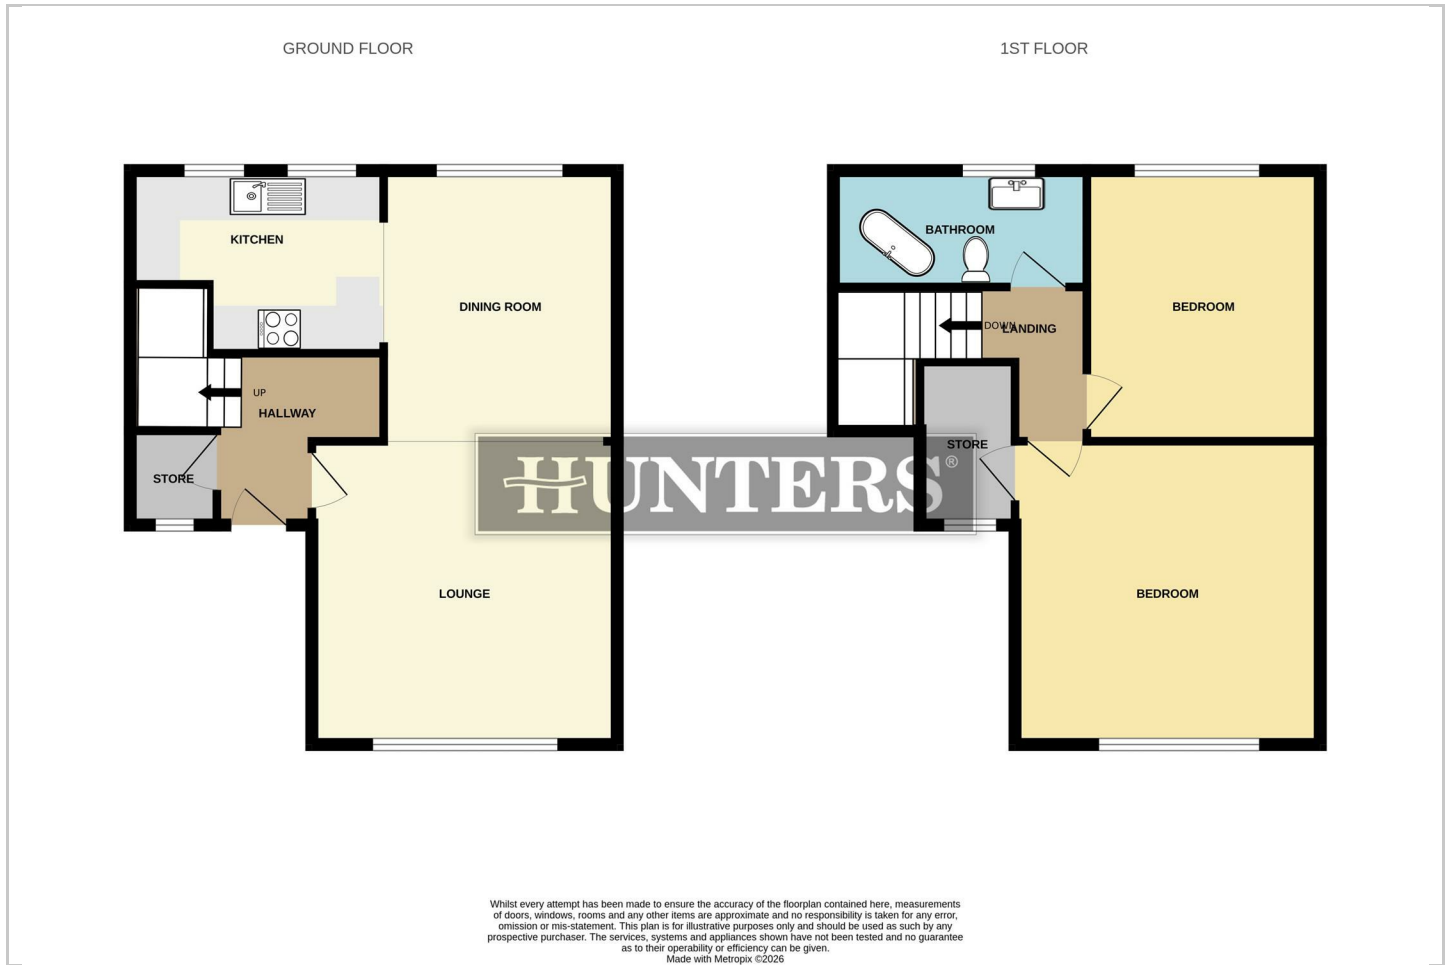 GROUND FLOOR
1ST FLOOR
KITCHEN
DINING ROOM
UP
HALLWAY
STORE
LOUNGE
BATHROOM
BEDROOM
DOWN
LANDING
STORE
BEDROOM
HUNTERS®
Whilst every attempt has been made to ensure the accuracy of the floorplan contained here, measurements
of doors, windows, rooms and any other items are approximate and no responsibility is taken for any error,
omission or mis-statement. This plan is for illustrative purposes only and should be used as such by any
prospective purchaser. The services, systems and appliances shown have not been tested and no guarantee
as to their operability or efficiency can be given.
Made with Metropix ©2026